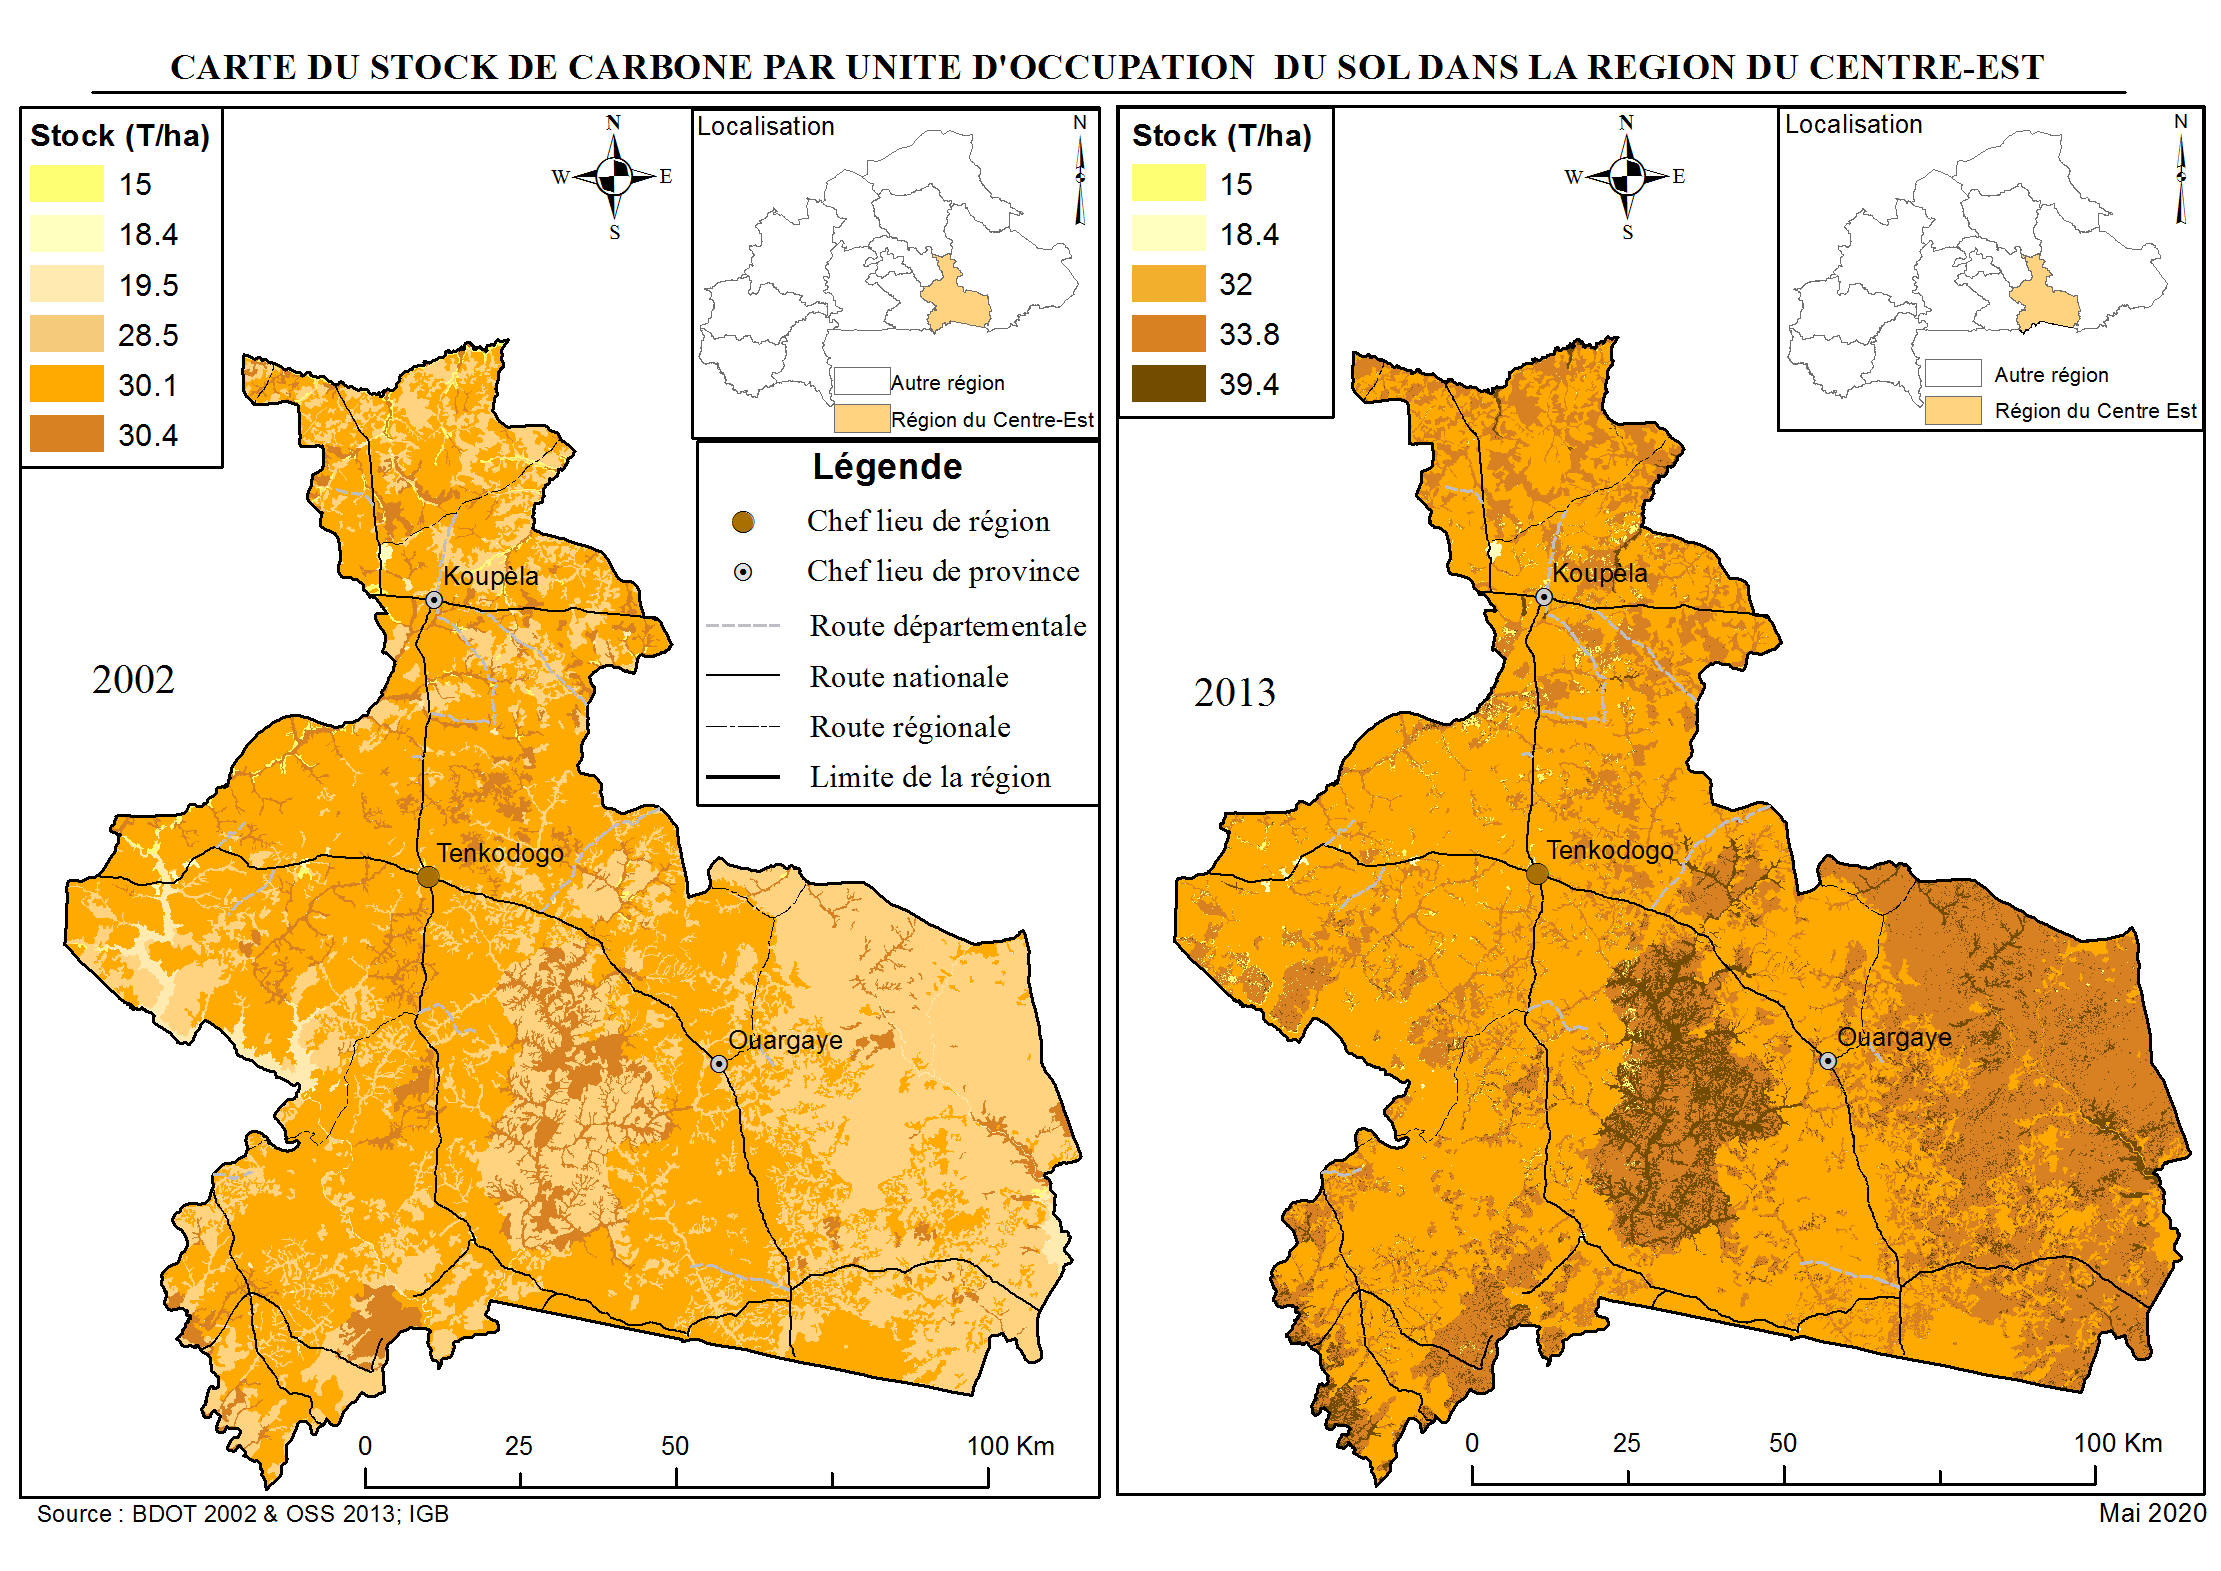 CARTE DU STOCK DE CARBONE PAR UNITE D'OCCUPATION DU SOL DANS LA REGION DU CENTRE-EST
Stock (T/ha)
15
18.4
19.5
28.5
30.1
30.4
N
W E
S
Localisation
N
Autre région
Région du Centre-Est
Légende
Chef lieu de région
Chef lieu de province
Route départementale
Route nationale
Route régionale
Limite de la région
2002
Koupèla
Tenkodogo
Ouargaye
0 25 50 100 Km
Stock (T/ha)
15
18.4
32
33.8
39.4
N
W E
S
Localisation
N
Autre région
Région du Centre Est
2013
Koupèla
Tenkodogo
Ouargaye
0 25 50 100 Km
Source : BDOT 2002 & OSS 2013; IGB
Mai 2020